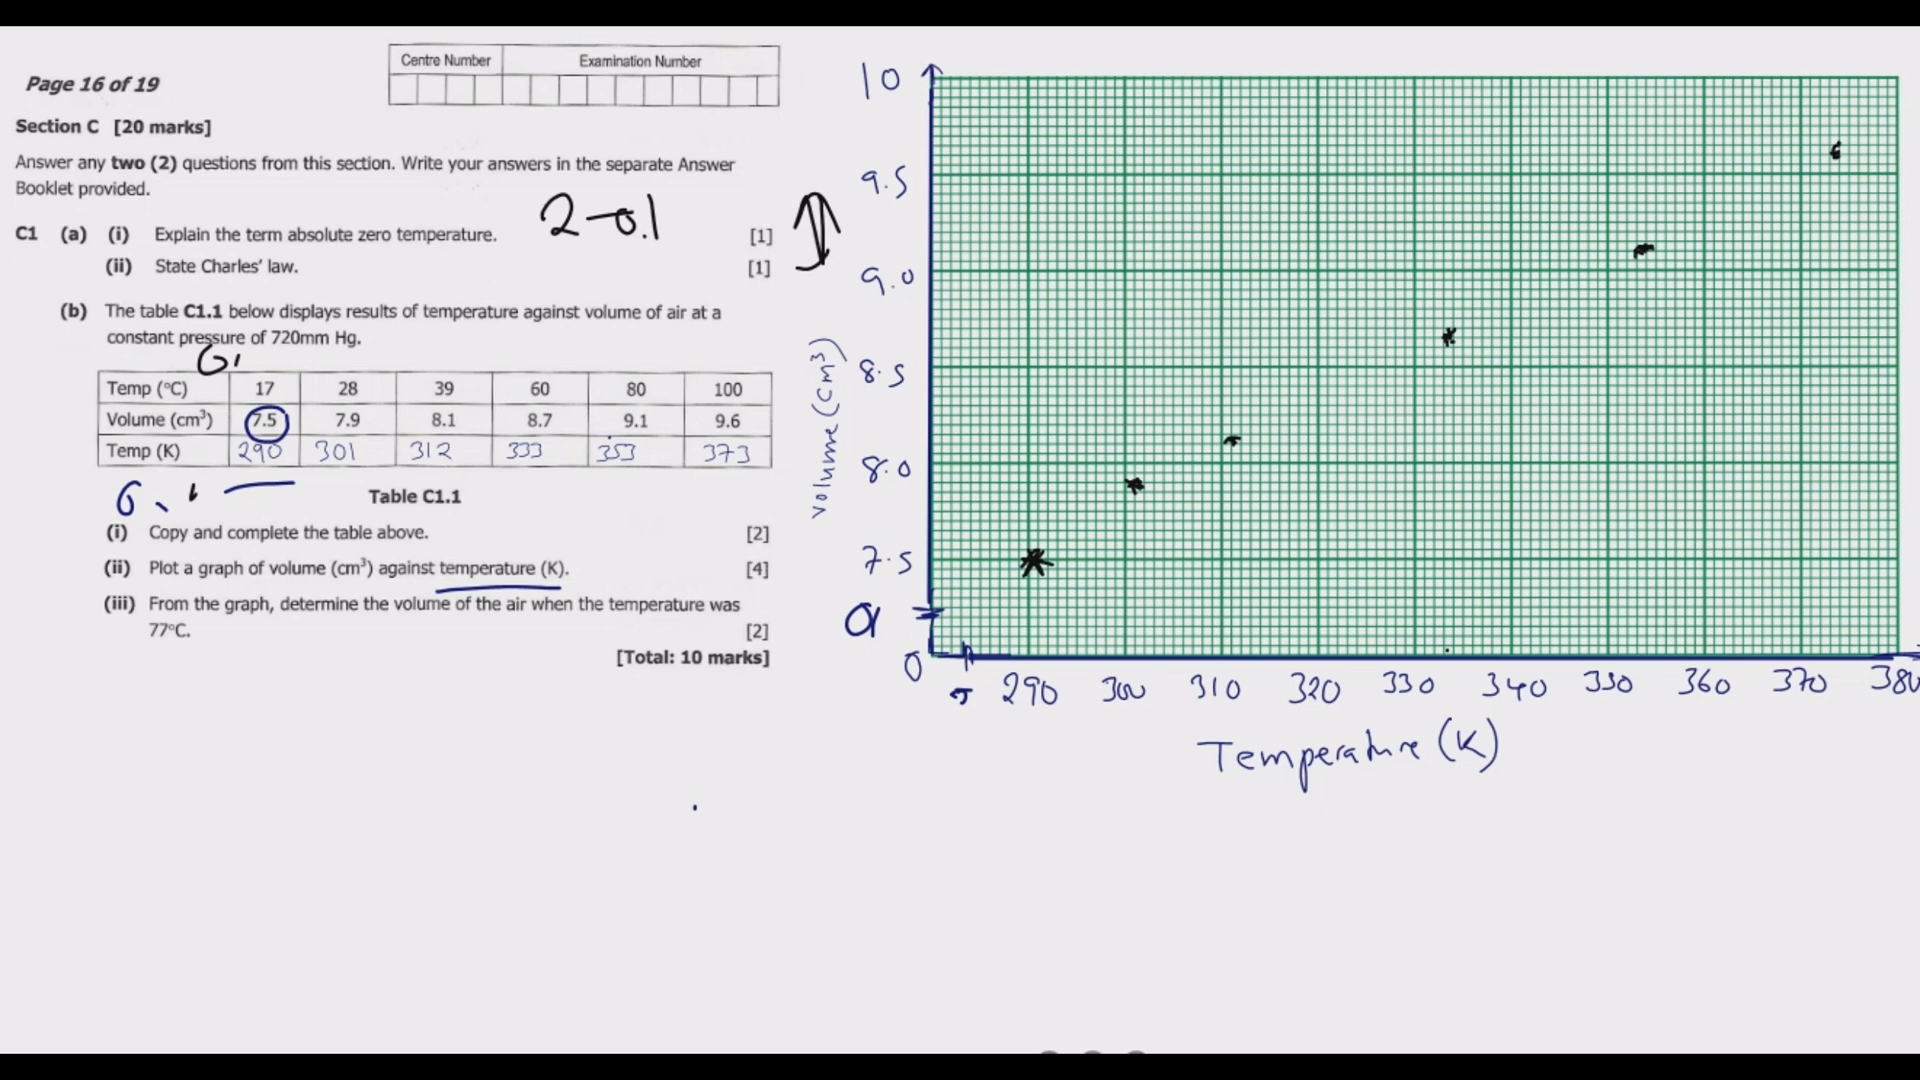 Centre Number Examination Number
Page 16 of 19
Section C [20 marks]
Answer any two (2) questions from this section. Write your answers in the separate Answer
Booklet provided.
2-0.1
C1 (a) (i) Explain the term absolute zero temperature. [1]
(ii) State Charles' law. [1]
(b) The table C1.1 below displays results of temperature against volume of air at a
constant pressure of 720mm Hg.
Temp (°C) 17 28 39 60 80 100
Volume (cm³) 7.5 7.9 8.1 8.7 9.1 9.6
Temp (K) 290 301 312 333 353 373
Table C1.1
(i) Copy and complete the table above. [2]
(ii) Plot a graph of volume (cm³) against temperature (K). [4]
(iii) From the graph, determine the volume of the air when the temperature was
77°C. [2]
[Total: 10 marks]
10
9.5
9.0
8.5
8.0
7.5
0
Volume (cm³)
290 300 310 320 330 340 350 360 370 380
Temperature (K)